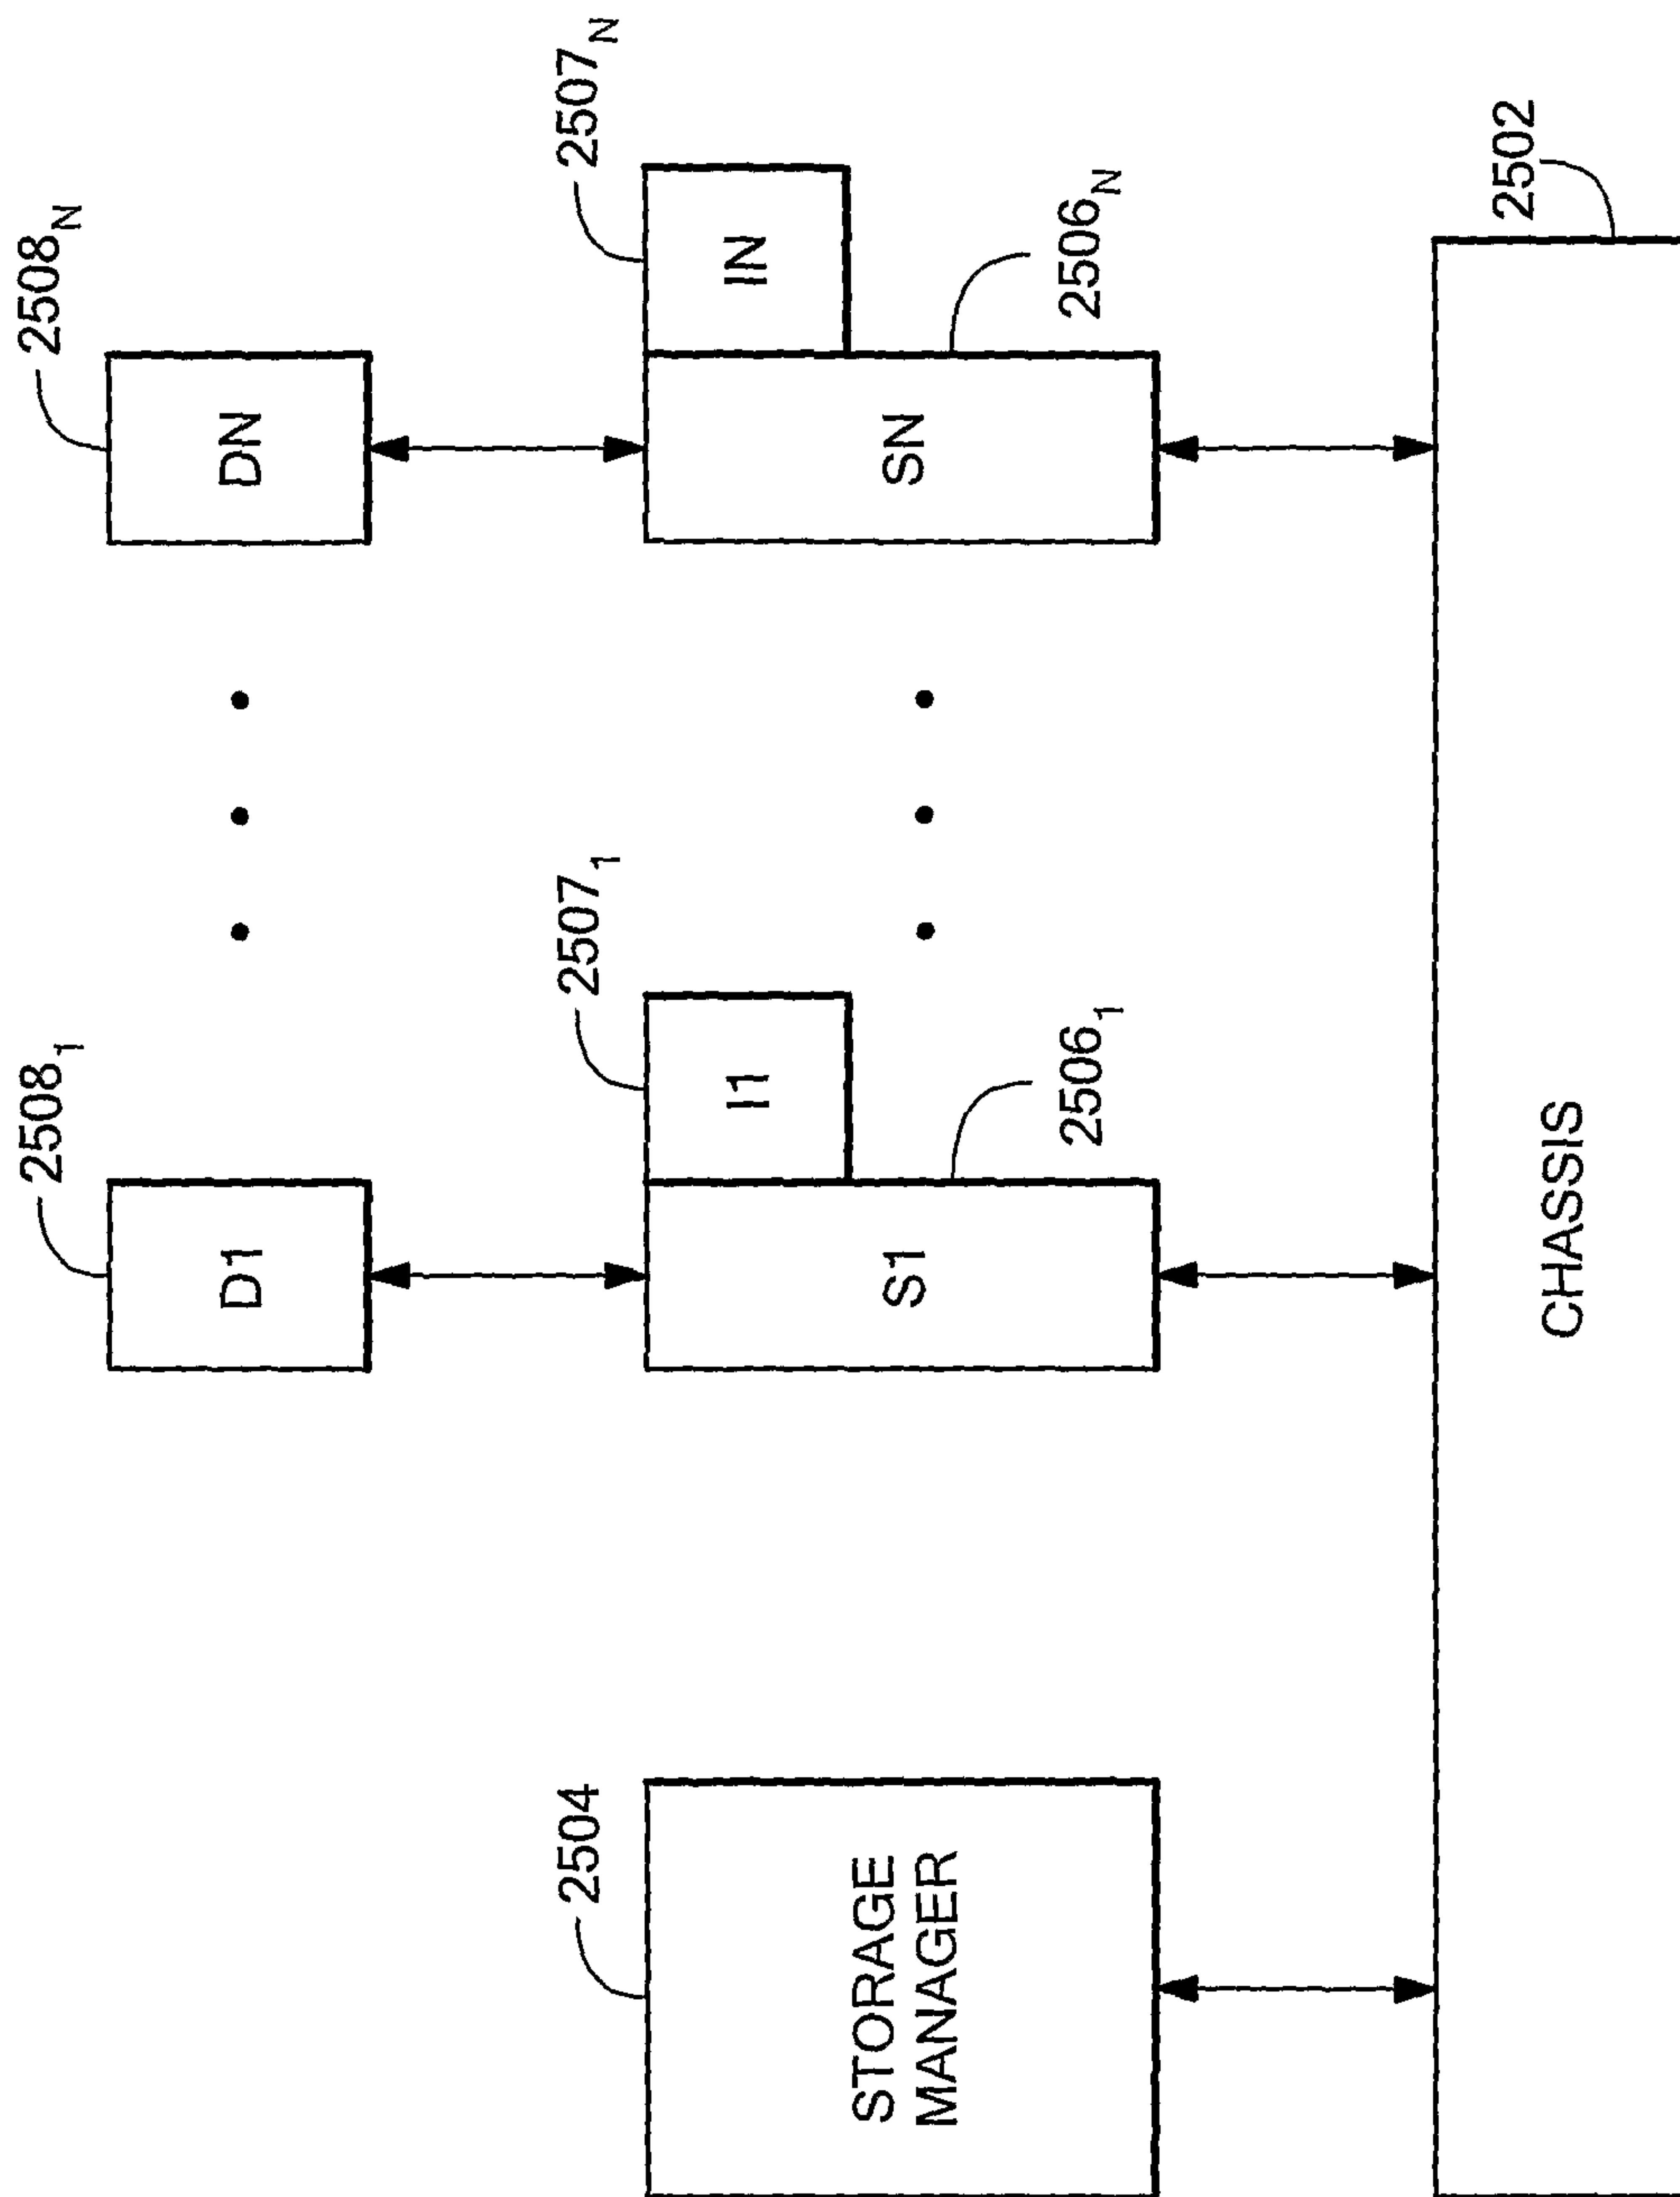 2508₁
2508ₙ
D1
DN
2504
2507₁
2507ₙ
I1
IN
STORAGE
MANAGER
S1
SN
2506₁
2506ₙ
2502
CHASSIS